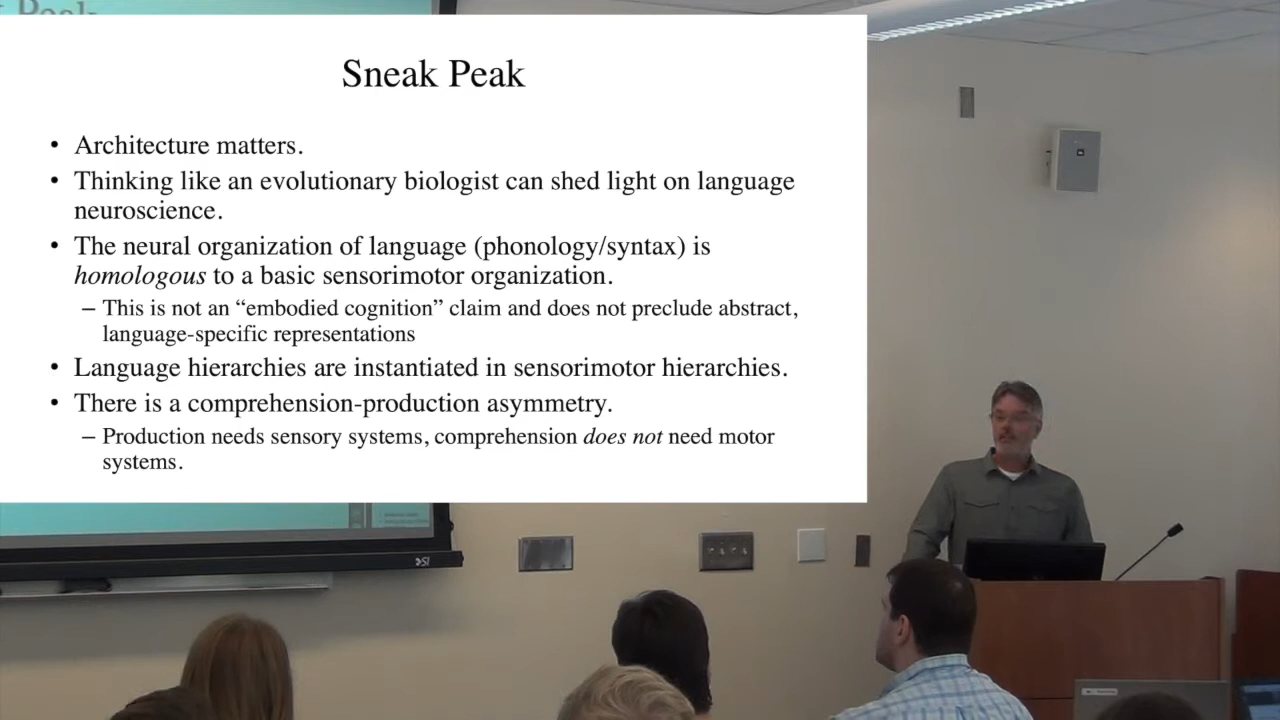 Peak
Sneak Peak
• Architecture matters.
• Thinking like an evolutionary biologist can shed light on language
neuroscience.
• The neural organization of language (phonology/syntax) is
homologous to a basic sensorimotor organization.
– This is not an “embodied cognition” claim and does not preclude abstract,
language-specific representations
• Language hierarchies are instantiated in sensorimotor hierarchies.
• There is a comprehension-production asymmetry.
– Production needs sensory systems, comprehension does not need motor
systems.